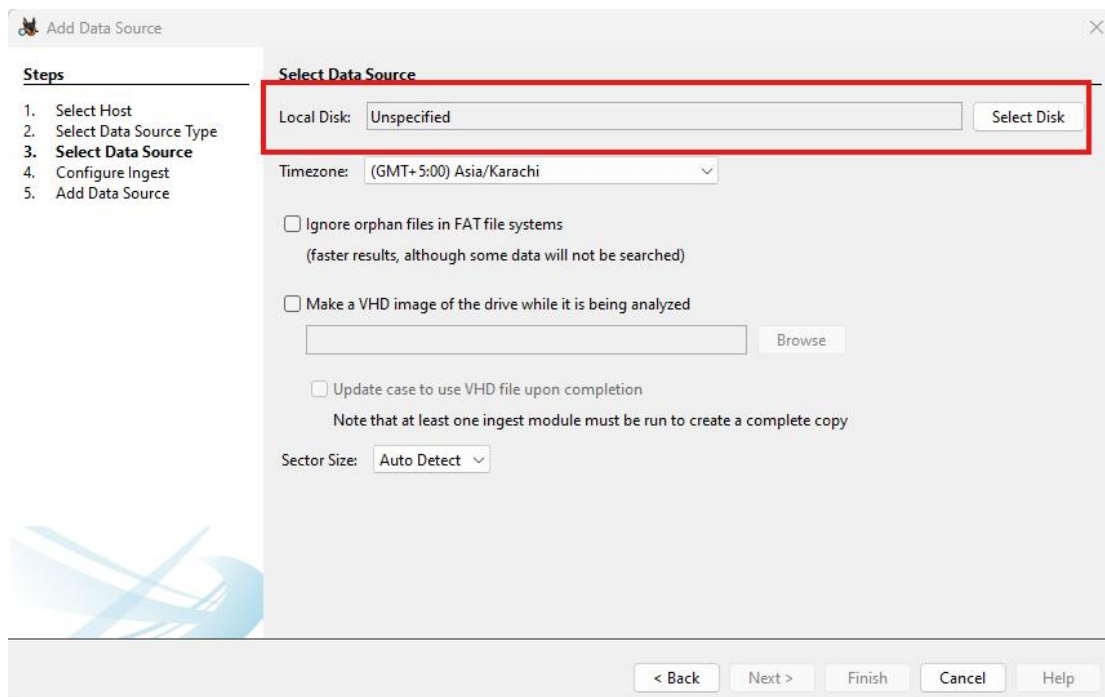 Add Data Source
Steps
1. Select Host
2. Select Data Source Type
3. Select Data Source
4. Configure Ingest
5. Add Data Source
Select Data Source
Local Disk: Unspecified Select Disk
Timezone: (GMT+5:00) Asia/Karachi
Ignore orphan files in FAT file systems
(faster results, although some data will not be searched)
Make a VHD image of the drive while it is being analyzed
Browse
Update case to use VHD file upon completion
Note that at least one ingest module must be run to create a complete copy
Sector Size: Auto Detect
< Back Next > Finish Cancel Help